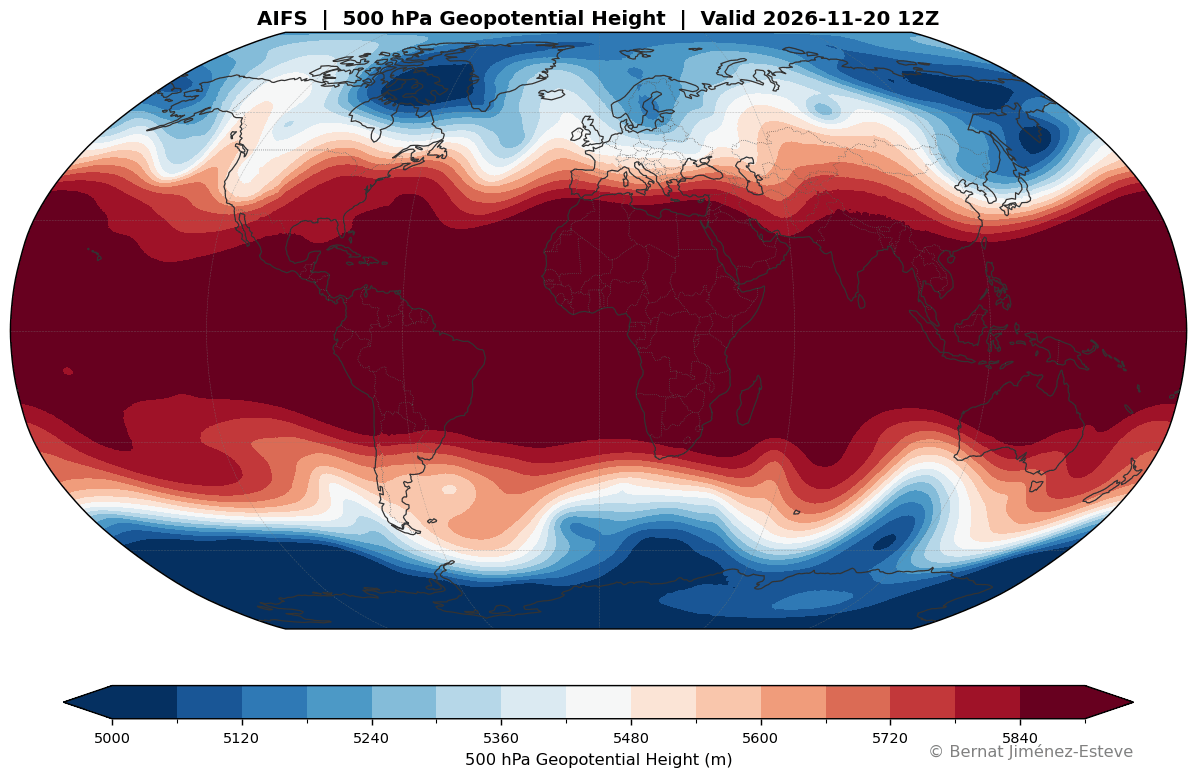 AIFS | 500 hPa Geopotential Height | Valid 2026-11-20 12Z
5000 5120 5240 5360 5480 5600 5720 5840
500 hPa Geopotential Height (m)
© Bernat Jiménez-Esteve